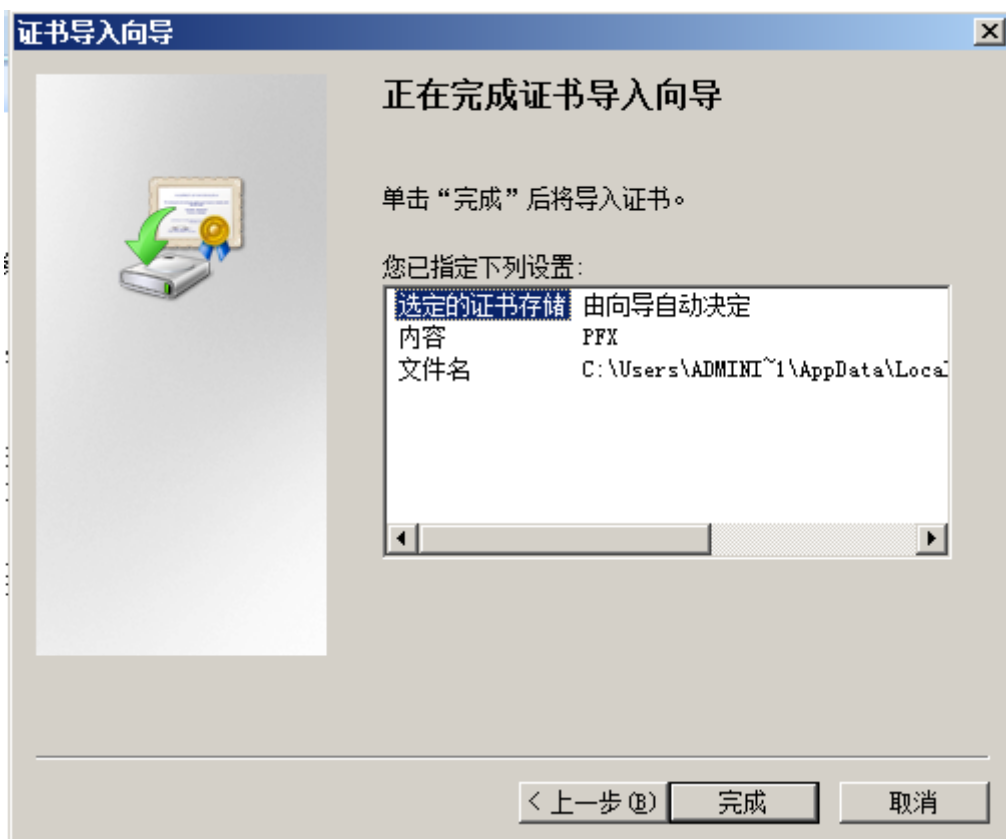 证书导入向导
正在完成证书导入向导
单击“完成”后将导入证书。
您已指定下列设置:
选定的证书存储 由向导自动决定
内容 PFX
文件名 C:\Users\ADMINI~1\AppData\Local
< 上一步(B) 完成 取消